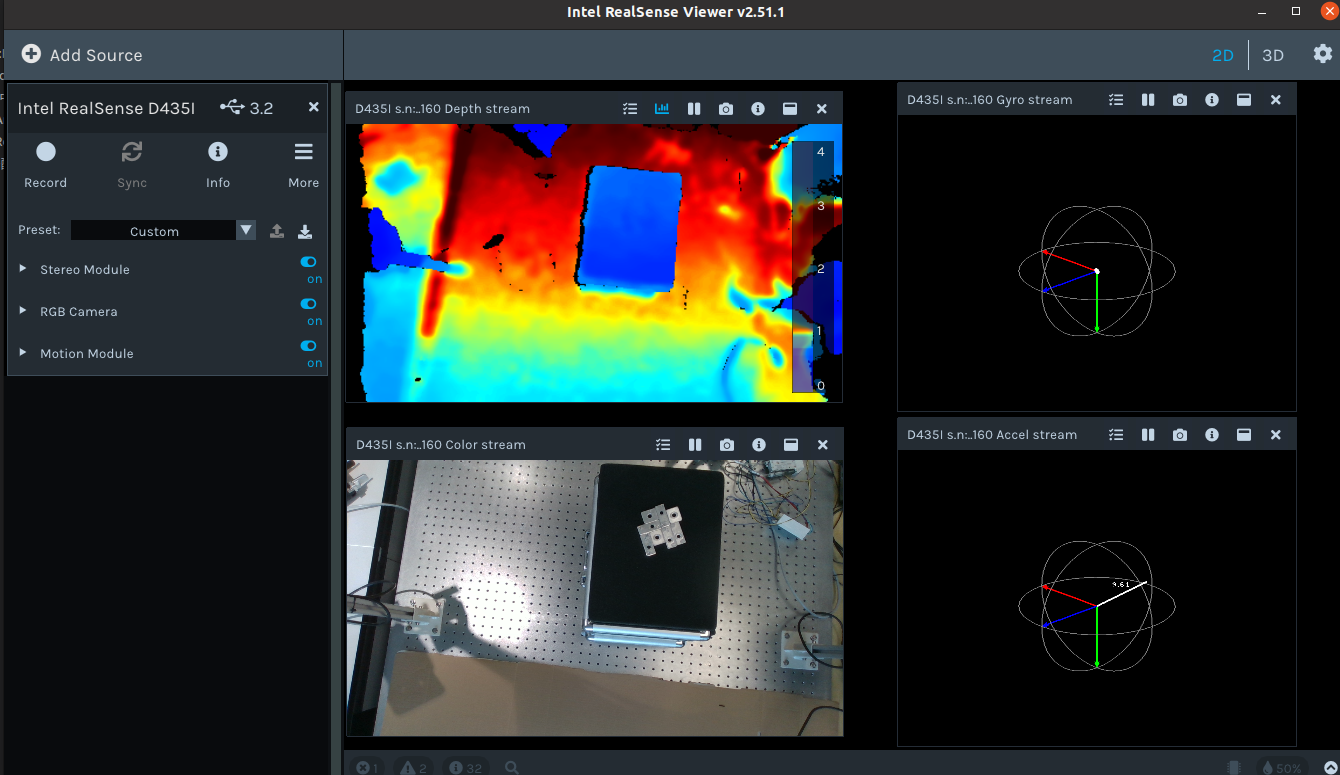 Intel RealSense Viewer v2.51.1
Add Source
2D
3D
Intel RealSense D435I
3.2
Record
Sync
Info
More
Preset:
Custom
Stereo Module
on
RGB Camera
on
Motion Module
on
D435I s.n:..160 Depth stream
4
3
2
1
0
D435I s.n:..160 Color stream
D435I s.n:..160 Gyro stream
D435I s.n:..160 Accel stream
9.61
1
2
32
50%